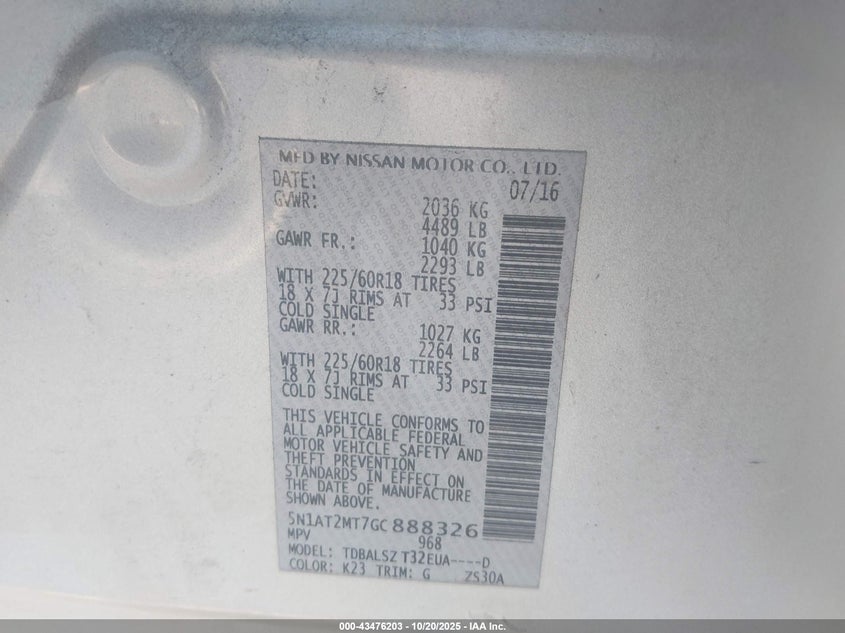 MFD BY NISSAN MOTOR CO., LTD.
DATE: 07/16
GVWR: 2036 KG
4489 LB
GAWR FR.: 1040 KG
2293 LB
WITH 225/60R18 TIRES
18 X 7J RIMS AT 33 PSI
COLD SINGLE
GAWR RR.: 1027 KG
2264 LB
WITH 225/60R18 TIRES
18 X 7J RIMS AT 33 PSI
COLD SINGLE
THIS VEHICLE CONFORMS TO
ALL APPLICABLE FEDERAL
MOTOR VEHICLE SAFETY AND
THEFT PREVENTION
STANDARDS IN EFFECT ON
THE DATE OF MANUFACTURE
SHOWN ABOVE.
5N1AT2MT7GC888326
MPV 968
MODEL: TDBALSZ T32EUA----D
COLOR: K23 TRIM: G ZS30A
000-43476203 - 10/20/2025 - IAA Inc.